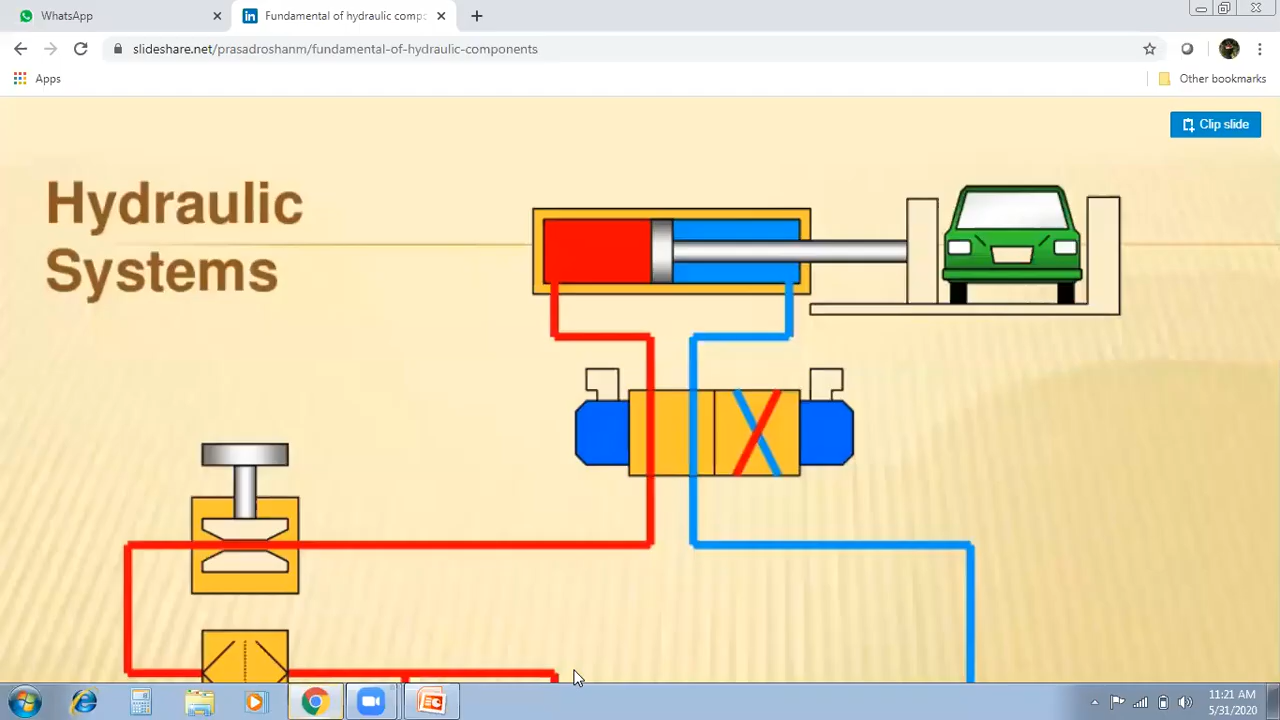 WhatsApp
Fundamental of hydraulic comp
slideshare.net/prasadroshanm/fundamental-of-hydraulic-components
Apps
Other bookmarks
Clip slide
Hydraulic
Systems
11:21 AM
5/31/2020